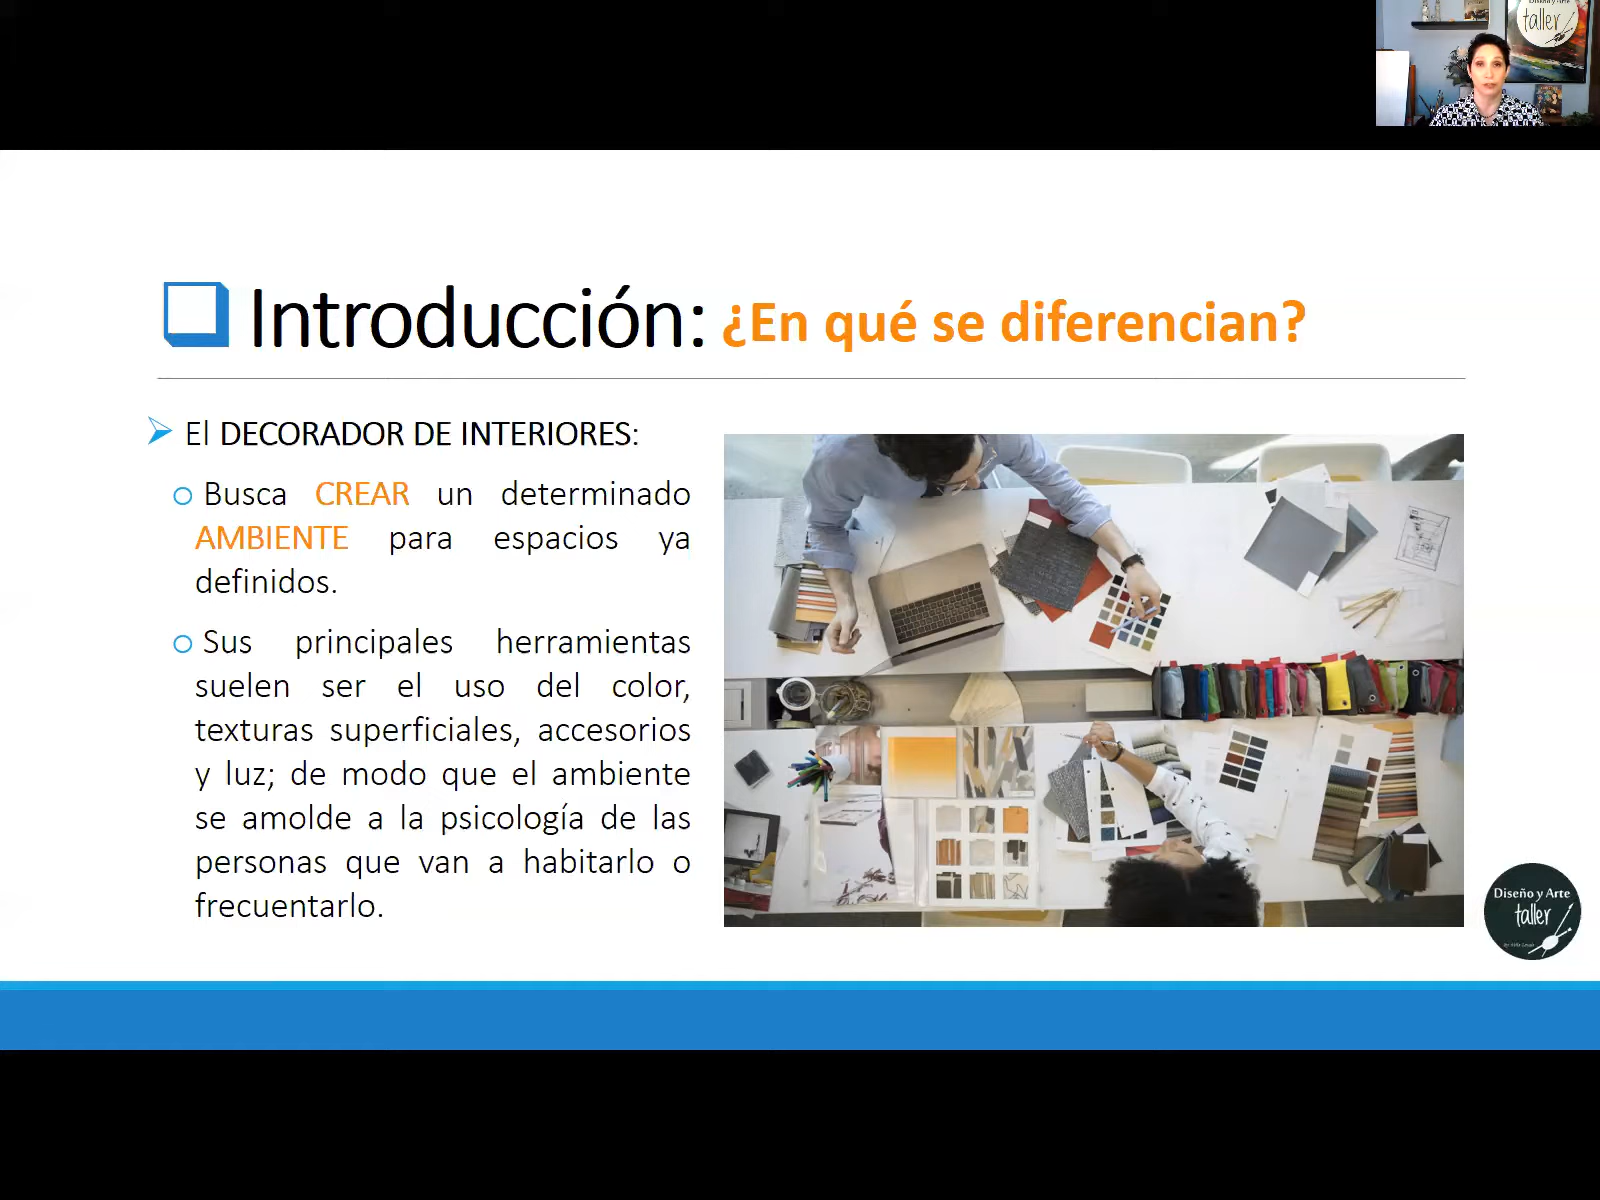 Diseño y Arte
taller
Introducción: ¿En qué se diferencian?
El DECORADOR DE INTERIORES:
Busca CREAR un determinado
AMBIENTE para espacios ya
definidos.
Sus principales herramientas
suelen ser el uso del color,
texturas superficiales, accesorios
y luz; de modo que el ambiente
se amolde a la psicología de las
personas que van a habitarlo o
frecuentarlo.
Diseño y Arte
taller